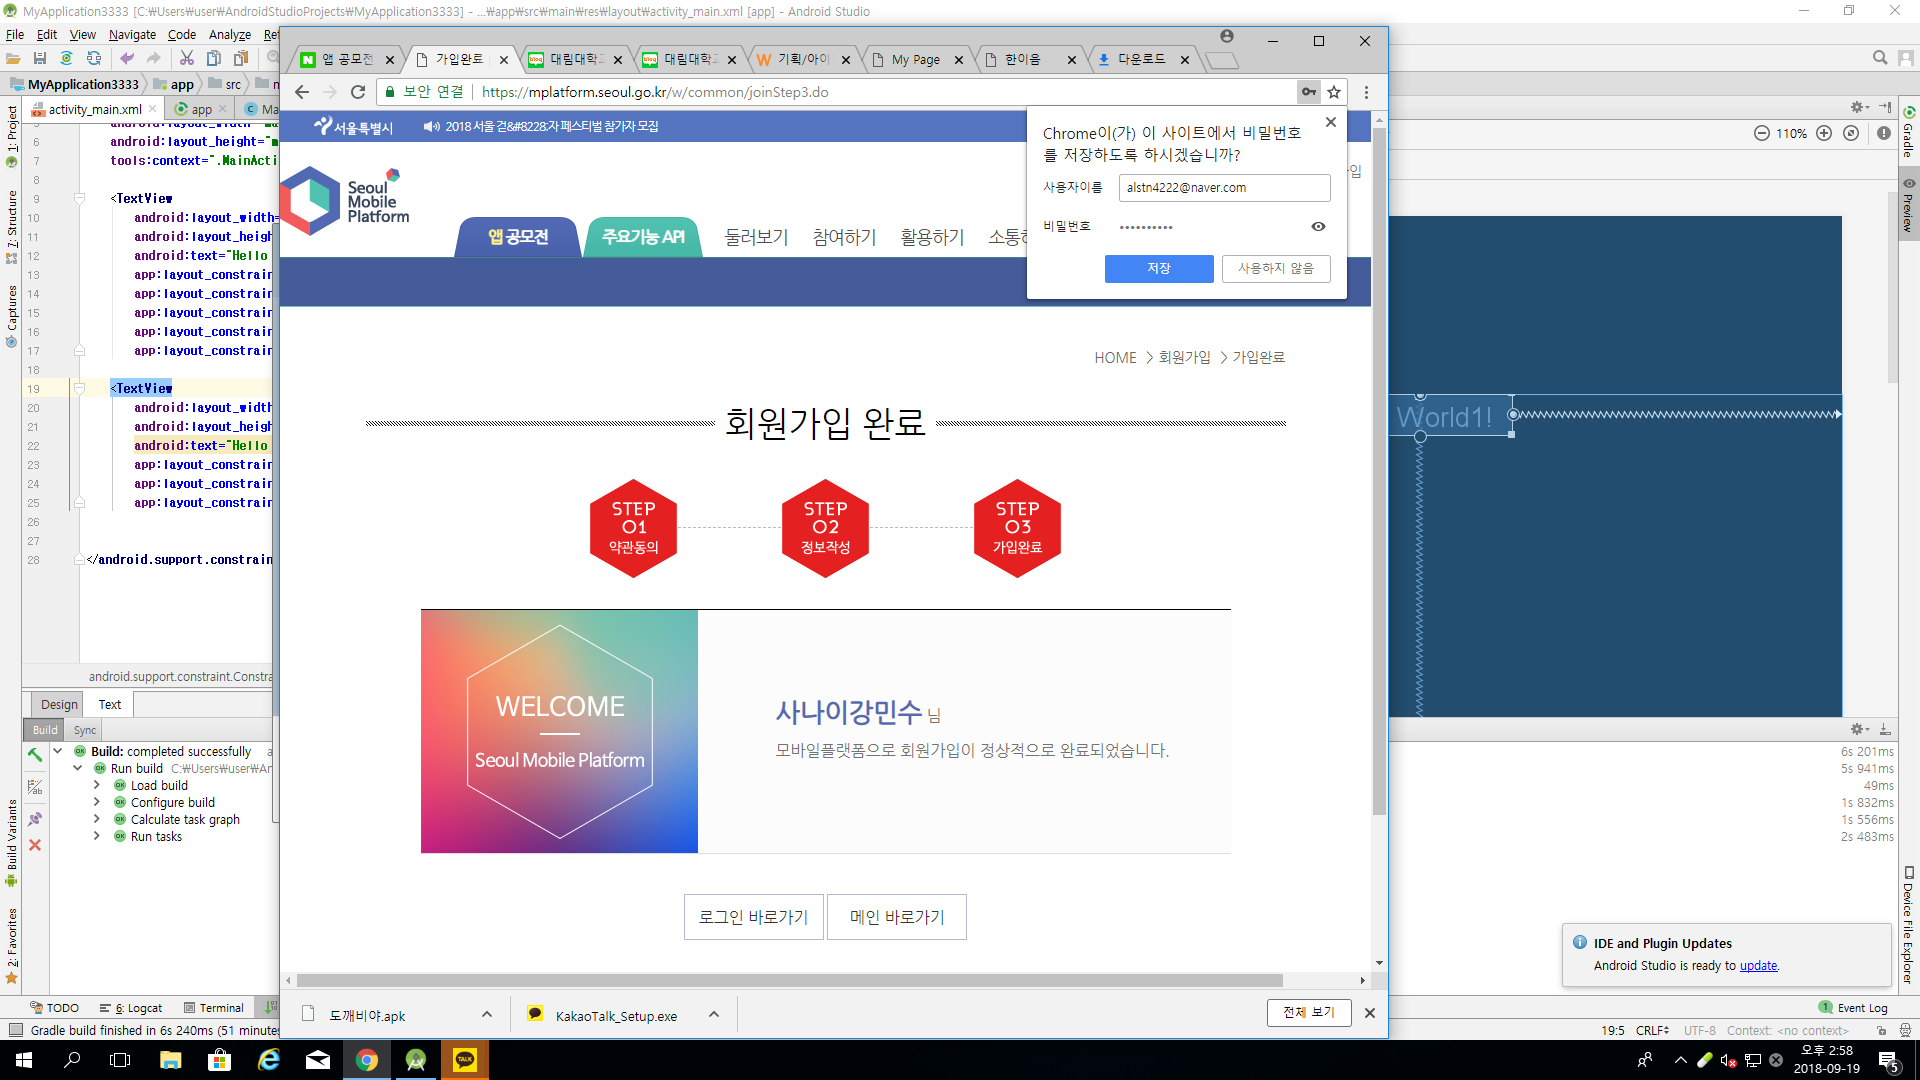 MyApplication3333 [C:₩Users₩user₩AndroidStudioProjects₩MyApplication3333] - ...₩app₩src₩main₩res₩layout₩activity_main.xml [app] - Android Studio
File Edit View Navigate Code Analyze
MyApplication3333 app src
activity_main.xml app
6 android:layout_height="
7 tools:context=".MainActi
8
9 <TextView
10 android:layout_width=
11 android:layout_heigh
12 android:text="Hello
13 app:layout_constrain
14 app:layout_constrain
15 app:layout_constrain
16 app:layout_constrain
17 app:layout_constrain
18
19 <TextView
20 android:layout_width
21 android:layout_heigh
22 android:text="Hello
23 app:layout_constrain
24 app:layout_constrain
25 app:layout_constrain
26
27
28 </android.support.constrain
android.support.constraint.Constra
Design Text
Build Sync
Build: completed successfully
Run build C:₩Users₩user₩An
Load build
Configure build
Calculate task graph
Run tasks
1: Project
7: Structure
Captures
Build Variants
2: Favorites
TODO 6: Logcat Terminal
Gradle build finished in 6s 240ms (51 minutes
앱 공모전
가입완료
대림대학교
대림대학교
기획/아이
My Page
한이음
다운로드
보안 연결 https://mplatform.seoul.go.kr/w/common/joinStep3.do
서울특별시 2018 서울 걷&#8228;자 페스티벌 참가자 모집
Seoul
Mobile
Platform
앱 공모전 주요기능 API 둘러보기 참여하기 활용하기
Chrome이(가) 이 사이트에서 비밀번호
를 저장하도록 하시겠습니까?
사용자이름 alstn4222@naver.com
비밀번호 ••••••••••
저장 사용하지 않음
HOME > 회원가입 > 가입완료
회원가입 완료
STEP
01
약관동의
STEP
02
정보작성
STEP
03
가입완료
WELCOME
Seoul Mobile Platform
사나이강민수 님
모바일플랫폼으로 회원가입이 정상적으로 완료되었습니다.
로그인 바로가기 메인 바로가기
도깨비야.apk KakaoTalk_Setup.exe 전체 보기
110%
Gradle
Preview
Device File Explorer
World1!
6s 201ms
5s 941ms
49ms
1s 832ms
1s 556ms
2s 483ms
IDE and Plugin Updates
Android Studio is ready to update.
1 Event Log
19:5 CRLF UTF-8 Context: <no context>
TALK
오후 2:58
2018-09-19
5